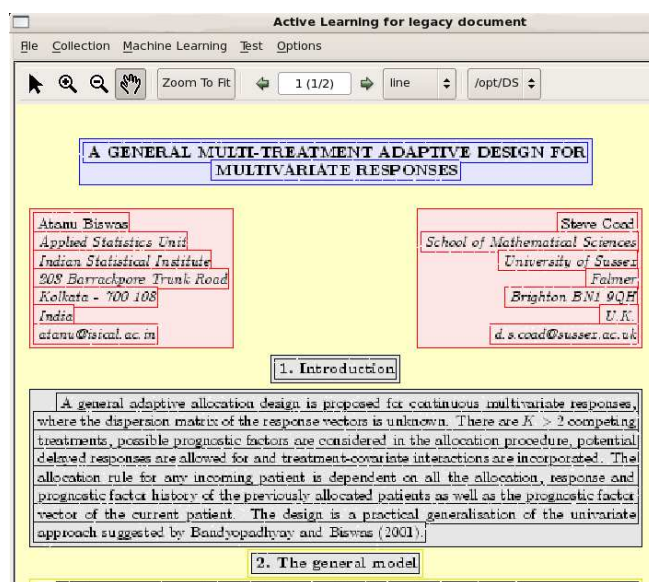 Active Learning for legacy document
File Collection Machine Learning Test Options
Zoom To Fit 1 (1/2) line /opt/DS
A GENERAL MULTI-TREATMENT ADAPTIVE DESIGN FOR
MULTIVARIATE RESPONSES
Atanu Biswas
Applied Statistics Unit
Indian Statistical Institute
203 Barrackpore Trunk Road
Kolkata - 700 108
India
atanu@isical.ac.in
Steve Coad
School of Mathematical Sciences
University of Sussex
Falmer
Brighton BN1 9QH
U.K.
d.s.coad@sussex.ac.uk
1. Introduction
A general adaptive allocation design is proposed for continuous multivariate responses,
where the dispersion matrix of the response vectors is unknown. There are K > 2 competing
treatments, possible prognostic factors are considered in the allocation procedure, potential
delayed responses are allowed for and treatment-covariate interactions are incorporated. The
allocation rule for any incoming patient is dependent on all the allocation, response and
prognostic factor history of the previously allocated patients as well as the prognostic factor
vector of the current patient. The design is a practical generalisation of the univariate
approach suggested by Bandyopadhyay and Biswas (2001).
2. The general model